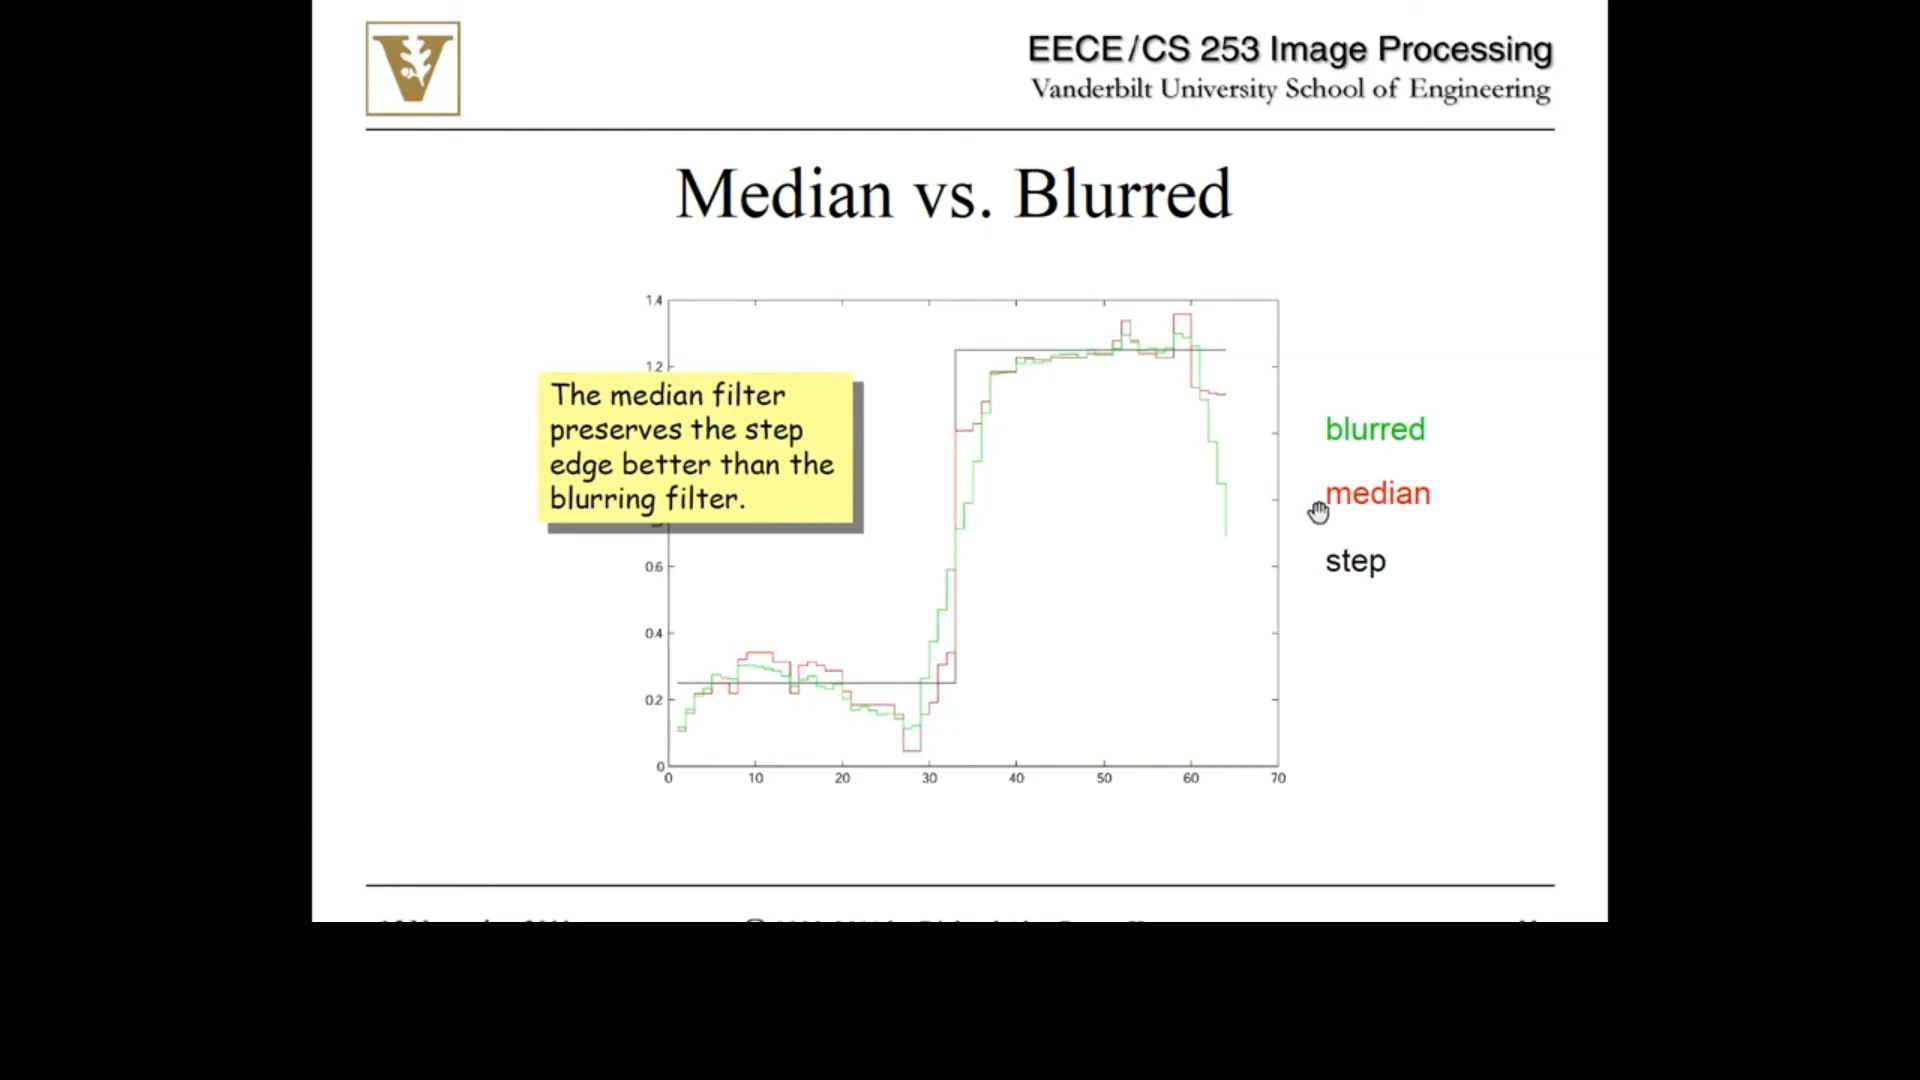 EECE/CS 253 Image Processing
Vanderbilt University School of Engineering
Median vs. Blurred
1.4
1.2
The median filter
preserves the step
edge better than the
blurring filter.
blurred
median
step
0.6
0.4
0.2
0
0 10 20 30 40 50 60 70